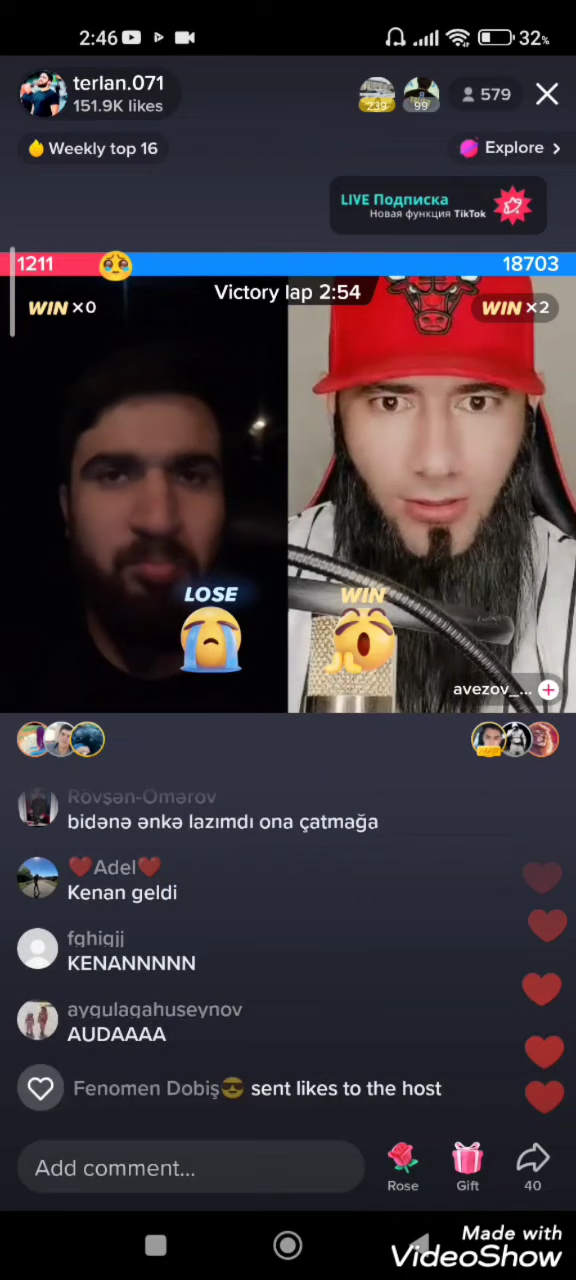 2:46
32%
terlan.071
151.9K likes
239
99
579
Weekly top 16
Explore >
LIVE Подписка
Новая функция TikTok
1211
18703
Victory lap 2:54
WIN ×0
WIN ×2
LOSE
WIN
avezov_...
Rövşən-Omərov
bidənə ənkə lazımdı ona çatmağa
Adel
Kenan geldi
fghigjj
KENANNNNN
aygulagahuseynov
AUDAAAA
Fenomen Dobiş sent likes to the host
Add comment...
Rose
Gift
40
Made with
VideoShow